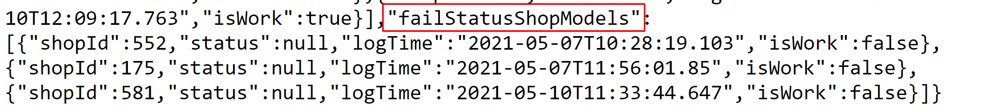 10T12:09:17.763","isWork":true}],"failStatusShopModels":
[{"shopId":552,"status":null,"logTime":"2021-05-07T10:28:19.103","isWork":false},
{"shopId":175,"status":null,"logTime":"2021-05-07T11:56:01.85","isWork":false},
{"shopId":581,"status":null,"logTime":"2021-05-10T11:33:44.647","isWork":false}]}